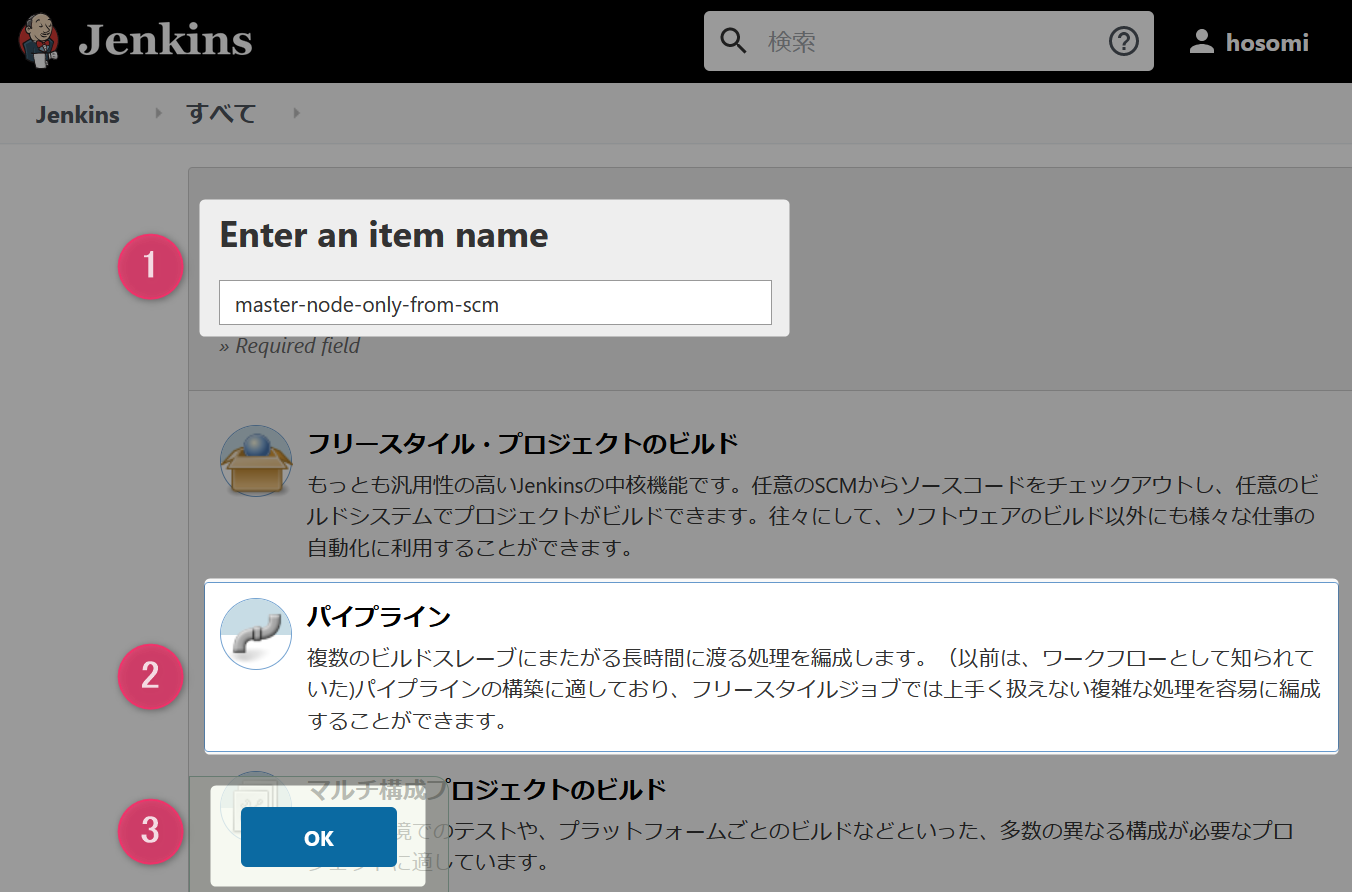 Jenkins
検索
hosomi
Jenkins
すべて
1
Enter an item name
master-node-only-from-scm
» Required field
フリースタイル・プロジェクトのビルド
もっとも汎用性の高いJenkinsの中核機能です。任意のSCMからソースコードをチェックアウトし、任意のビ
ルドシステムでプロジェクトがビルドできます。往々にして、ソフトウェアのビルド以外にも様々な仕事の
自動化に利用することができます。
2
パイプライン
複数のビルドスレーブにまたがる長時間に渡る処理を編成します。（以前は、ワークフローとして知られて
いた)パイプラインの構築に適しており、フリースタイルジョブでは上手く扱えない複雑な処理を容易に編成
することができます。
マルチ構成プロジェクトのビルド
3
OK
境でのテストや、プラットフォームごとのビルドなどといった、多数の異なる構成が必要なプロ
ジェクトに適しています。